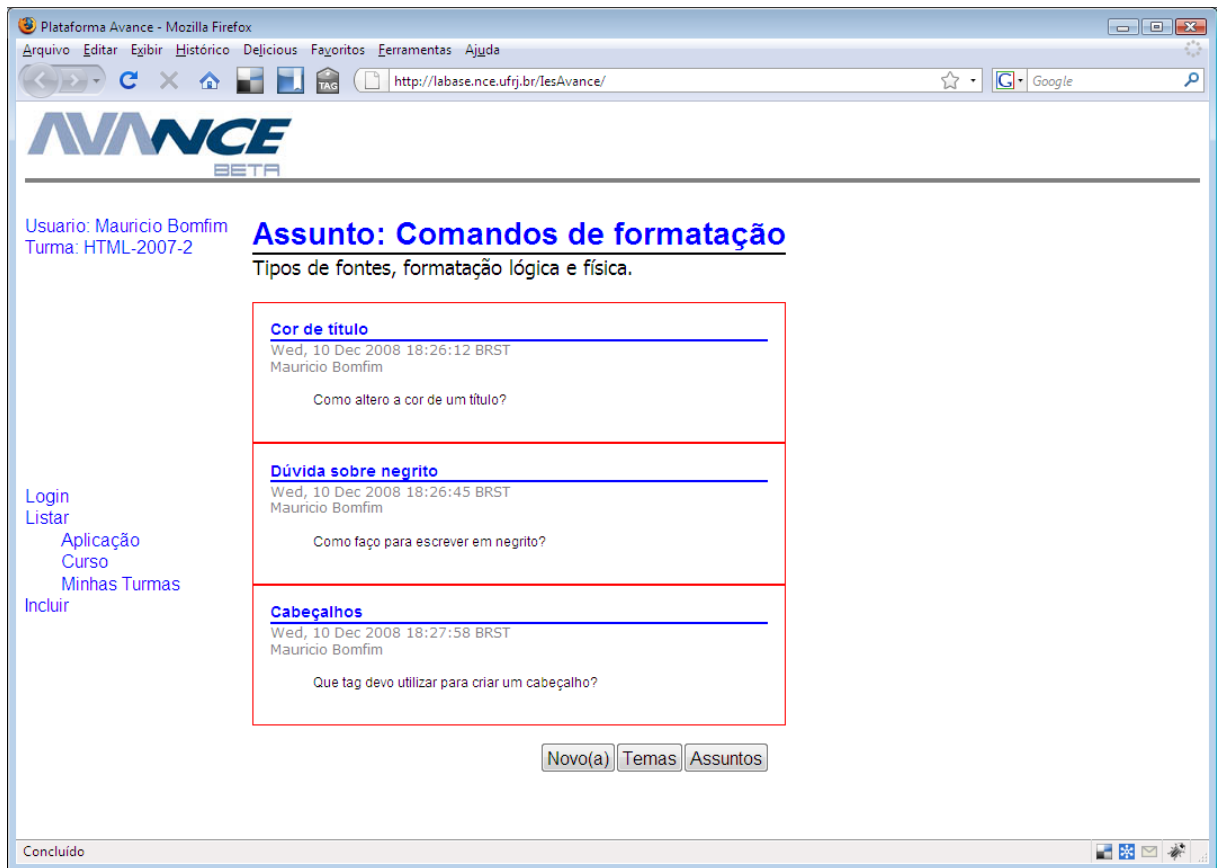 Plataforma Avance - Mozilla Firefox
Arquivo Editar Exibir Histórico Delicious Favoritos Ferramentas Ajuda
TAG http://labase.nce.ufrj.br/IesAvance/ G Google
AVANCE
BETA
Usuario: Mauricio Bomfim
Turma: HTML-2007-2
Assunto: Comandos de formatação
Tipos de fontes, formatação lógica e física.
Cor de título
Wed, 10 Dec 2008 18:26:12 BRST
Mauricio Bomfim
Como altero a cor de um título?
Dúvida sobre negrito
Wed, 10 Dec 2008 18:26:45 BRST
Mauricio Bomfim
Como faço para escrever em negrito?
Login
Listar
Aplicação
Curso
Minhas Turmas
Incluir
Cabeçalhos
Wed, 10 Dec 2008 18:27:58 BRST
Mauricio Bomfim
Que tag devo utilizar para criar um cabeçalho?
Novo(a) Temas Assuntos
Concluído